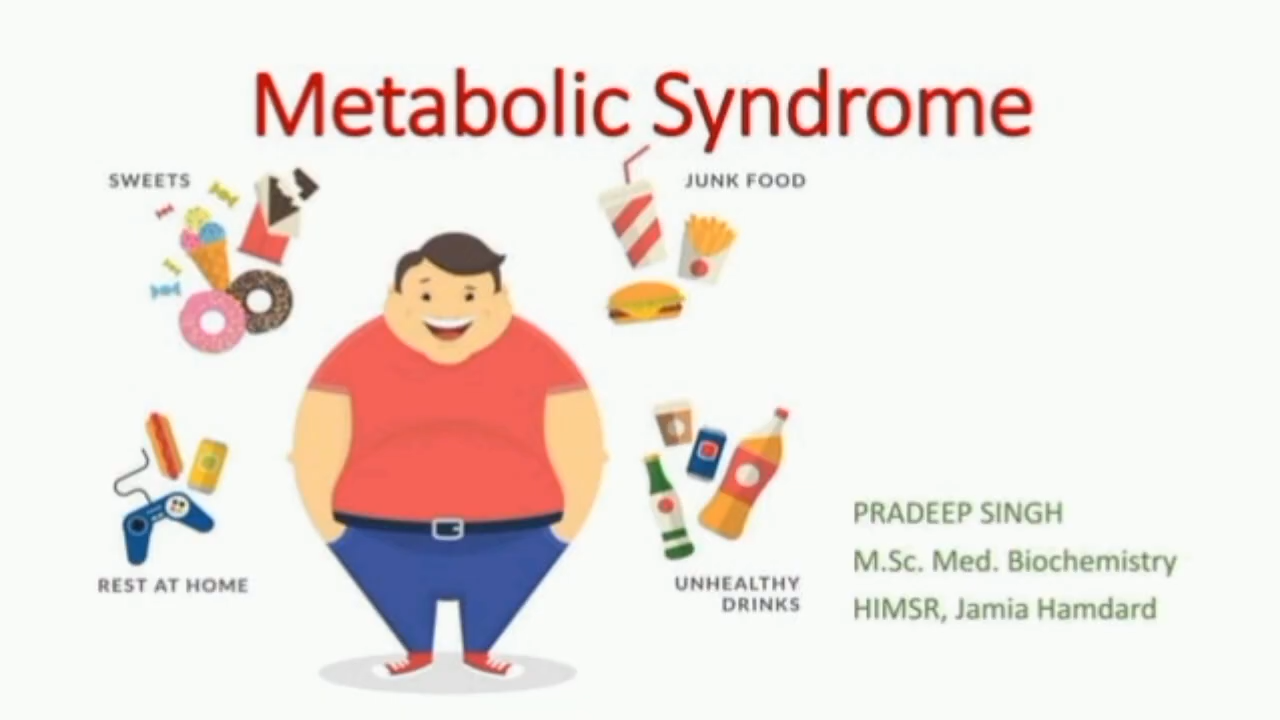 Metabolic Syndrome
SWEETS
JUNK FOOD
REST AT HOME
UNHEALTHY
DRINKS
PRADEEP SINGH
M.Sc. Med. Biochemistry
HIMSR, Jamia Hamdard